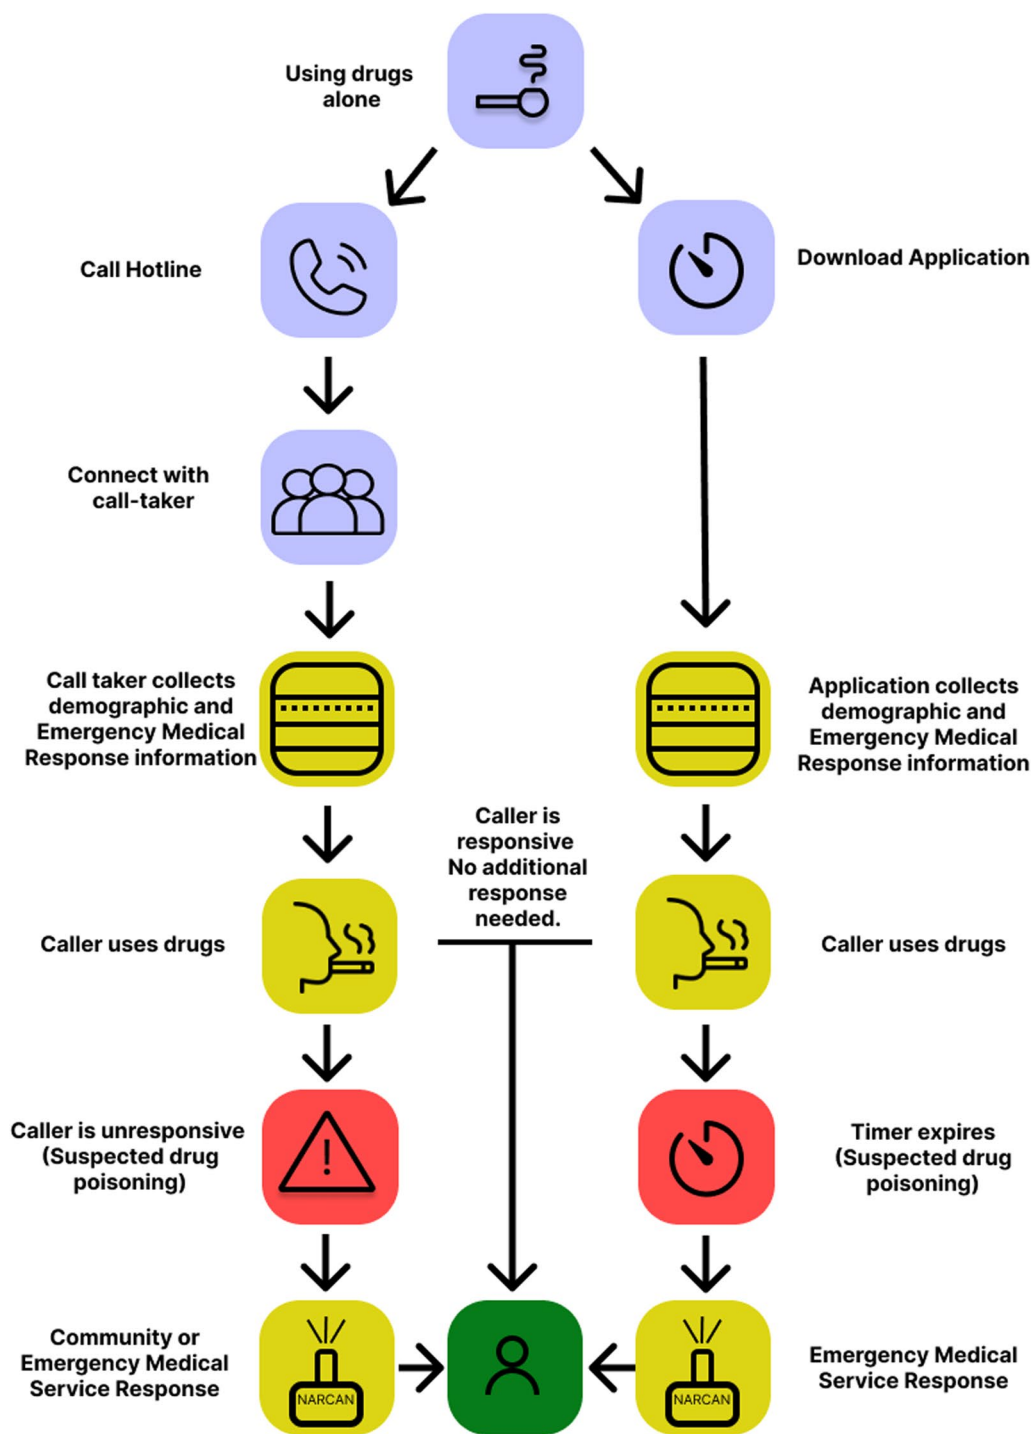 Using drugs
alone
Call Hotline
Download Application
Connect with
call-taker
Call taker collects
demographic and
Emergency Medical
Response information
Application collects
demographic and
Emergency Medical
Response information
Caller is
responsive
No additional
response
needed.
Caller uses drugs
Caller uses drugs
Caller is unresponsive
(Suspected drug
poisoning)
!
Timer expires
(Suspected drug
poisoning)
Community or
Emergency Medical
Service Response
NARCAN
NARCAN
Emergency Medical
Service Response